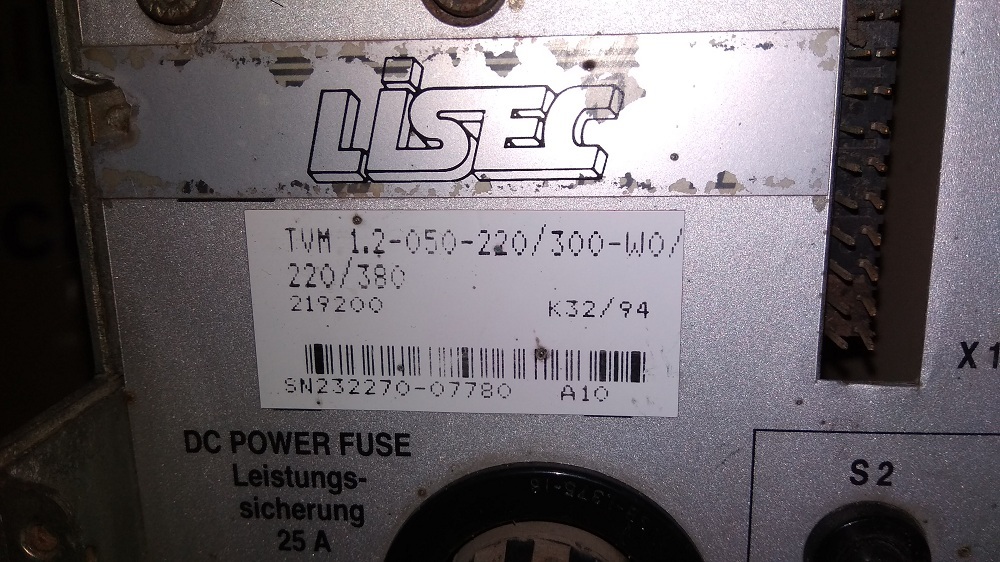 LiSEC
TVM 1.2-050-220/300-W0/
220/380
219200
K32/94
SN232270-07780 A10
DC POWER FUSE
Leistungs-
sicherung
25 A
S2
X1